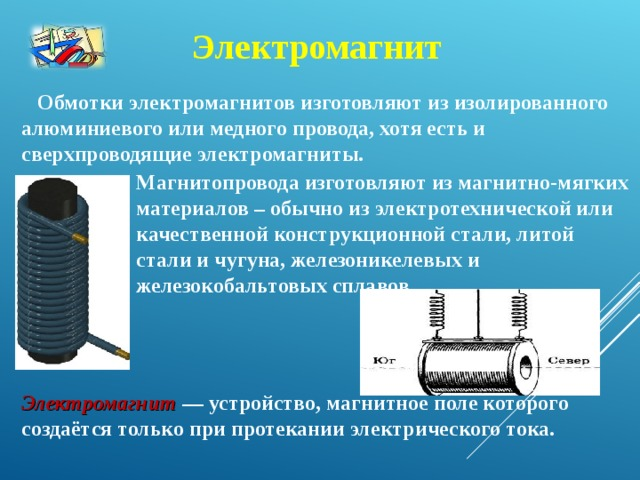 Электромагнит
Обмотки электромагнитов изготовляют из изолированного
алюминиевого или медного провода, хотя есть и
сверхпроводящие электромагниты.
Магнитопровода изготовляют из магнитно-мягких
материалов – обычно из электротехнической или
качественной конструкционной стали, литой
стали и чугуна, железоникелевых и
железокобальтовых сплавов.
Юг
Север
Электромагнит — устройство, магнитное поле которого
создаётся только при протекании электрического тока.